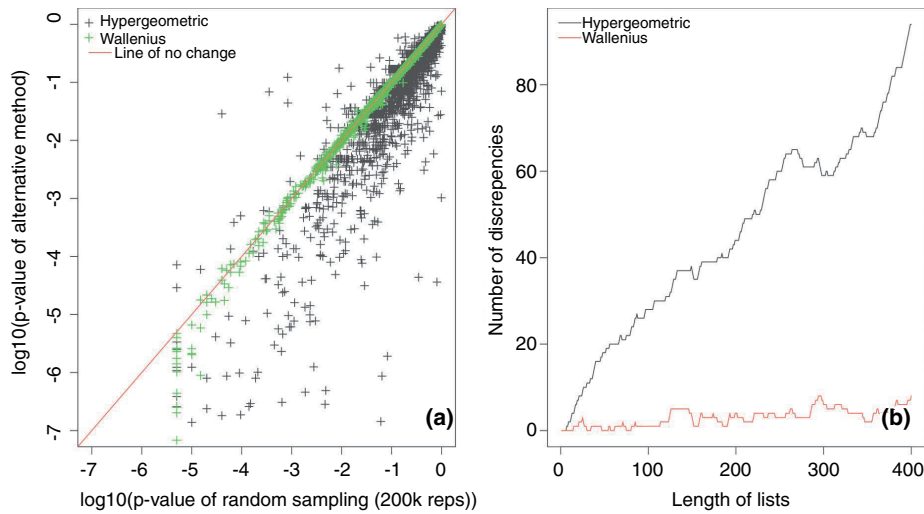 Hypergeometric
Wallenius
Line of no change
0
-1
-2
-3
-4
-5
-6
-7
log10(p-value of alternative method)
-7 -6 -5 -4 -3 -2 -1 0
log10(p-value of random sampling (200k reps))
(a)
Hypergeometric
Wallenius
80
60
40
20
0
Number of discrepencies
0 100 200 300 400
Length of lists
(b)